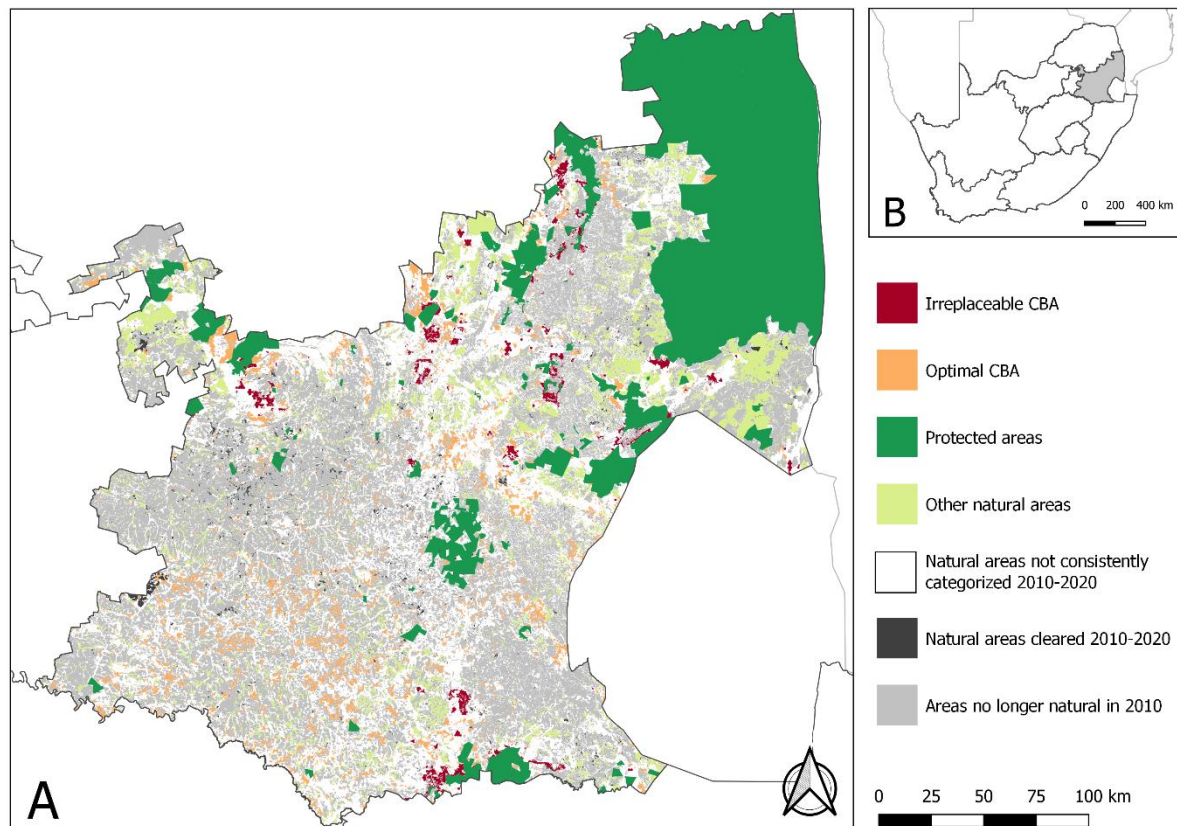 A
B
0 200 400 km
Irreplaceable CBA
Optimal CBA
Protected areas
Other natural areas
Natural areas not consistently
categorized 2010-2020
Natural areas cleared 2010-2020
Areas no longer natural in 2010
0 25 50 75 100 km